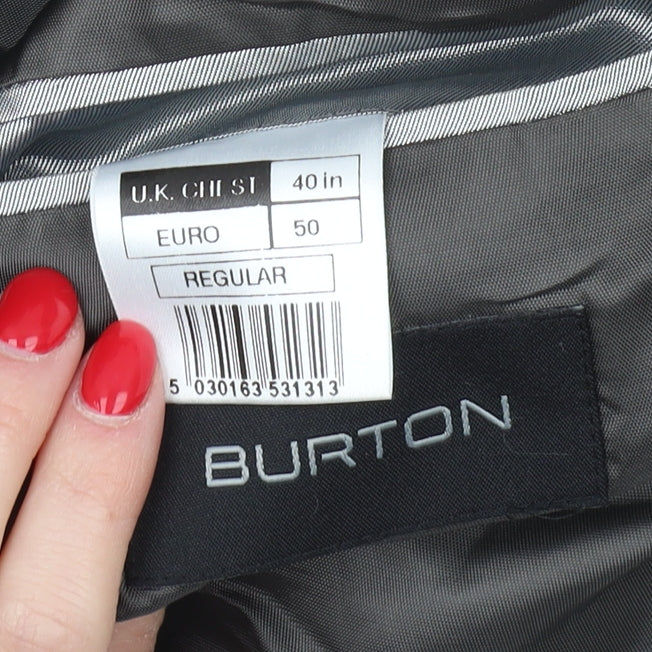 U.K. CHEST 40 in
EURO 50
REGULAR
5 030163 531313
BURTON